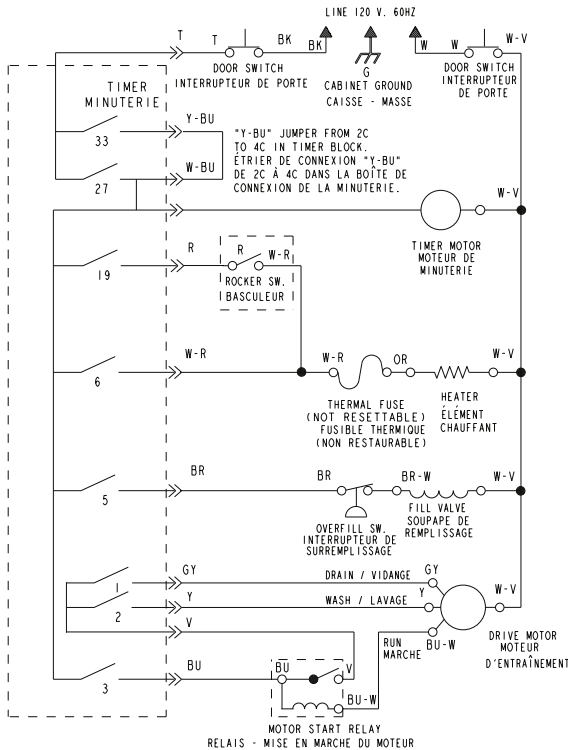 LINE 120 V. 60HZ
T
T
BK
BK
W
W
W-V
DOOR SWITCH
INTERRUPTEUR DE PORTE
G
CABINET GROUND
CAISSE - MASSE
DOOR SWITCH
INTERRUPTEUR
DE PORTE
TIMER
MINUTERIE
33
Y-BU
27
W-BU
"Y-BU" JUMPER FROM 2C
TO 4C IN TIMER BLOCK.
ÉTRIER DE CONNEXION "Y-BU"
DE 2C À 4C DANS LA BOÎTE DE
CONNEXION DE LA MINUTERIE.
W-V
TIMER MOTOR
MOTEUR DE
MINUTERIE
19
R
R
W-R
ROCKER SW.
BASCULEUR
6
W-R
W-R
OR
W-V
THERMAL FUSE
(NOT RESETTABLE)
FUSIBLE THERMIQUE
(NON RESTAURABLE)
HEATER
ÉLÉMENT
CHAUFFANT
5
BR
BR
BR-W
W-V
OVERFILL SW.
INTERRUPTEUR DE
SURREMPLISSAGE
FILL VALVE
SOUPAPE DE
REMPLISSAGE
1
GY
DRAIN / VIDANGE
GY
2
Y
WASH / LAVAGE
Y
W-V
V
RUN
MARCHE
BU-W
DRIVE MOTOR
MOTEUR
D'ENTRAÎNEMENT
3
BU
BU
V
BU-W
MOTOR START RELAY
RELAIS - MISE EN MARCHE DU MOTEUR